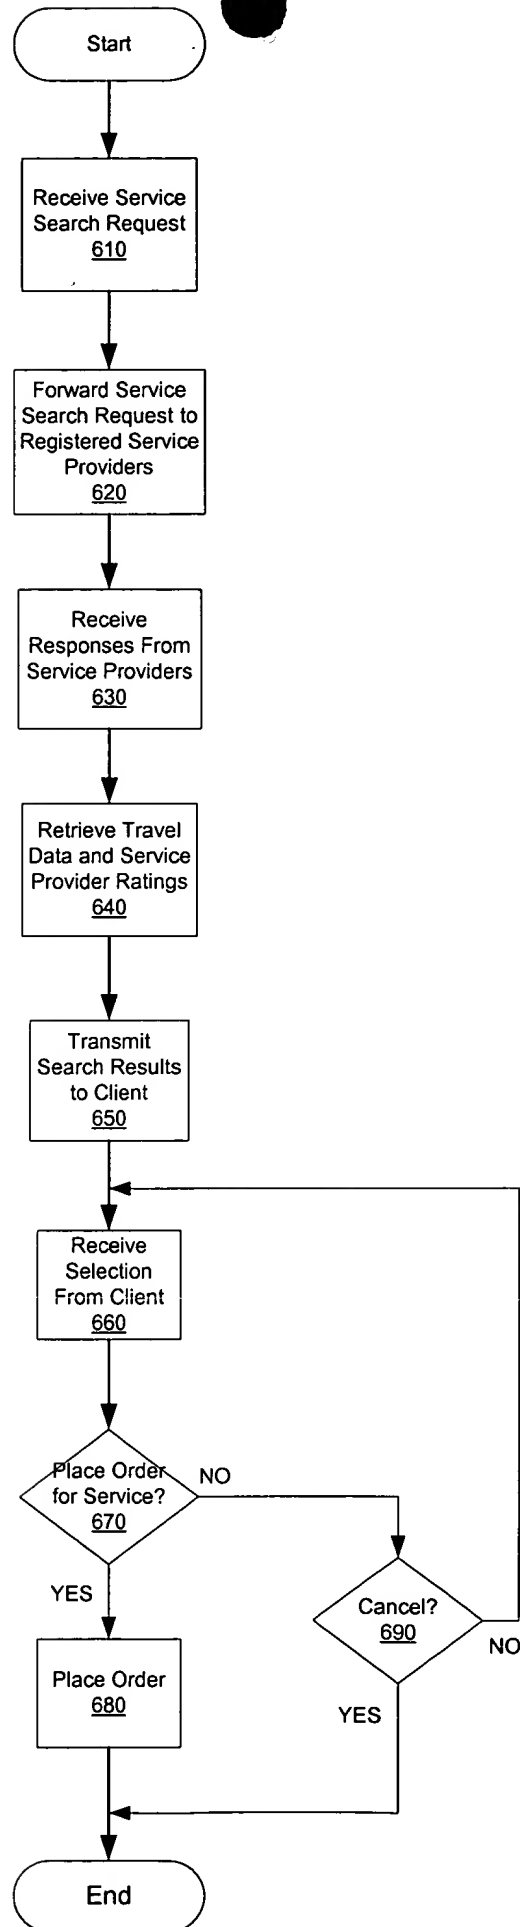 Start
Receive Service
Search Request
610
Forward Service
Search Request to
Registered Service
Providers
620
Receive
Responses From
Service Providers
630
Retrieve Travel
Data and Service
Provider Ratings
640
Transmit
Search Results
to Client
650
Receive
Selection
From Client
660
Place Order
for Service?
670
NO
YES
Cancel?
690
NO
Place Order
680
YES
End